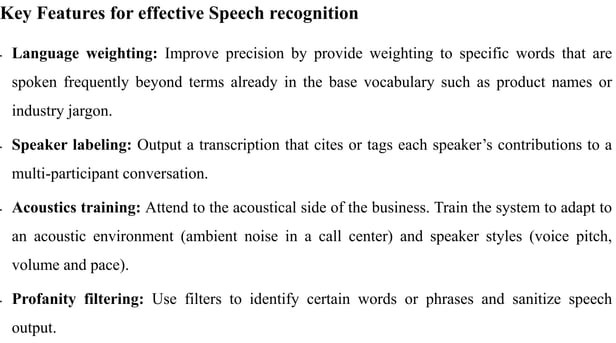 Key Features for effective Speech recognition
Language weighting: Improve precision by provide weighting to specific words that are
spoken frequently beyond terms already in the base vocabulary such as product names or
industry jargon.
Speaker labeling: Output a transcription that cites or tags each speaker’s contributions to a
multi-participant conversation.
Acoustics training: Attend to the acoustical side of the business. Train the system to adapt to
an acoustic environment (ambient noise in a call center) and speaker styles (voice pitch,
volume and pace).
Profanity filtering: Use filters to identify certain words or phrases and sanitize speech
output.